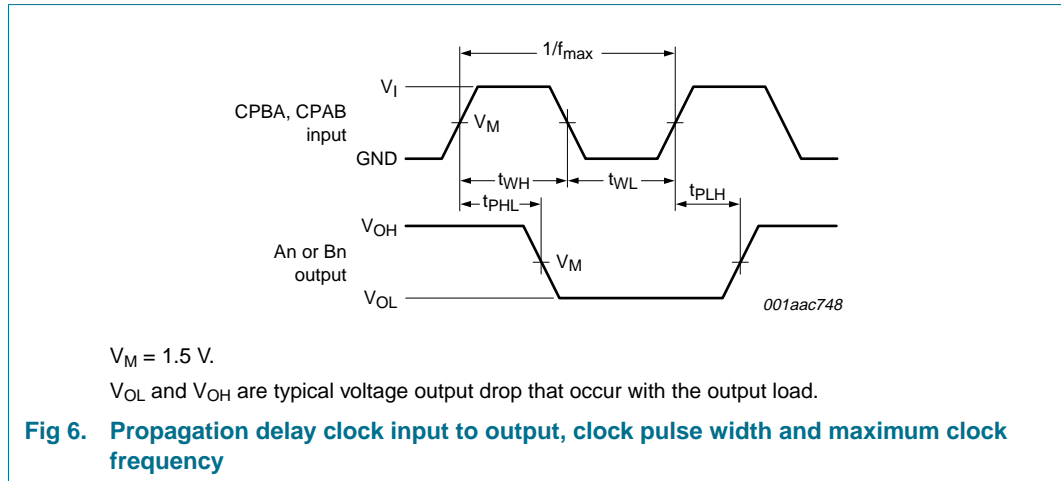 1/fmax
VI
CPBA, CPAB
input
VM
GND
tWH
tWL
tPHL
tPLH
VOH
An or Bn
output
VM
VOL
001aac748
VM = 1.5 V.
VOL and VOH are typical voltage output drop that occur with the output load.
Fig 6. Propagation delay clock input to output, clock pulse width and maximum clock
frequency